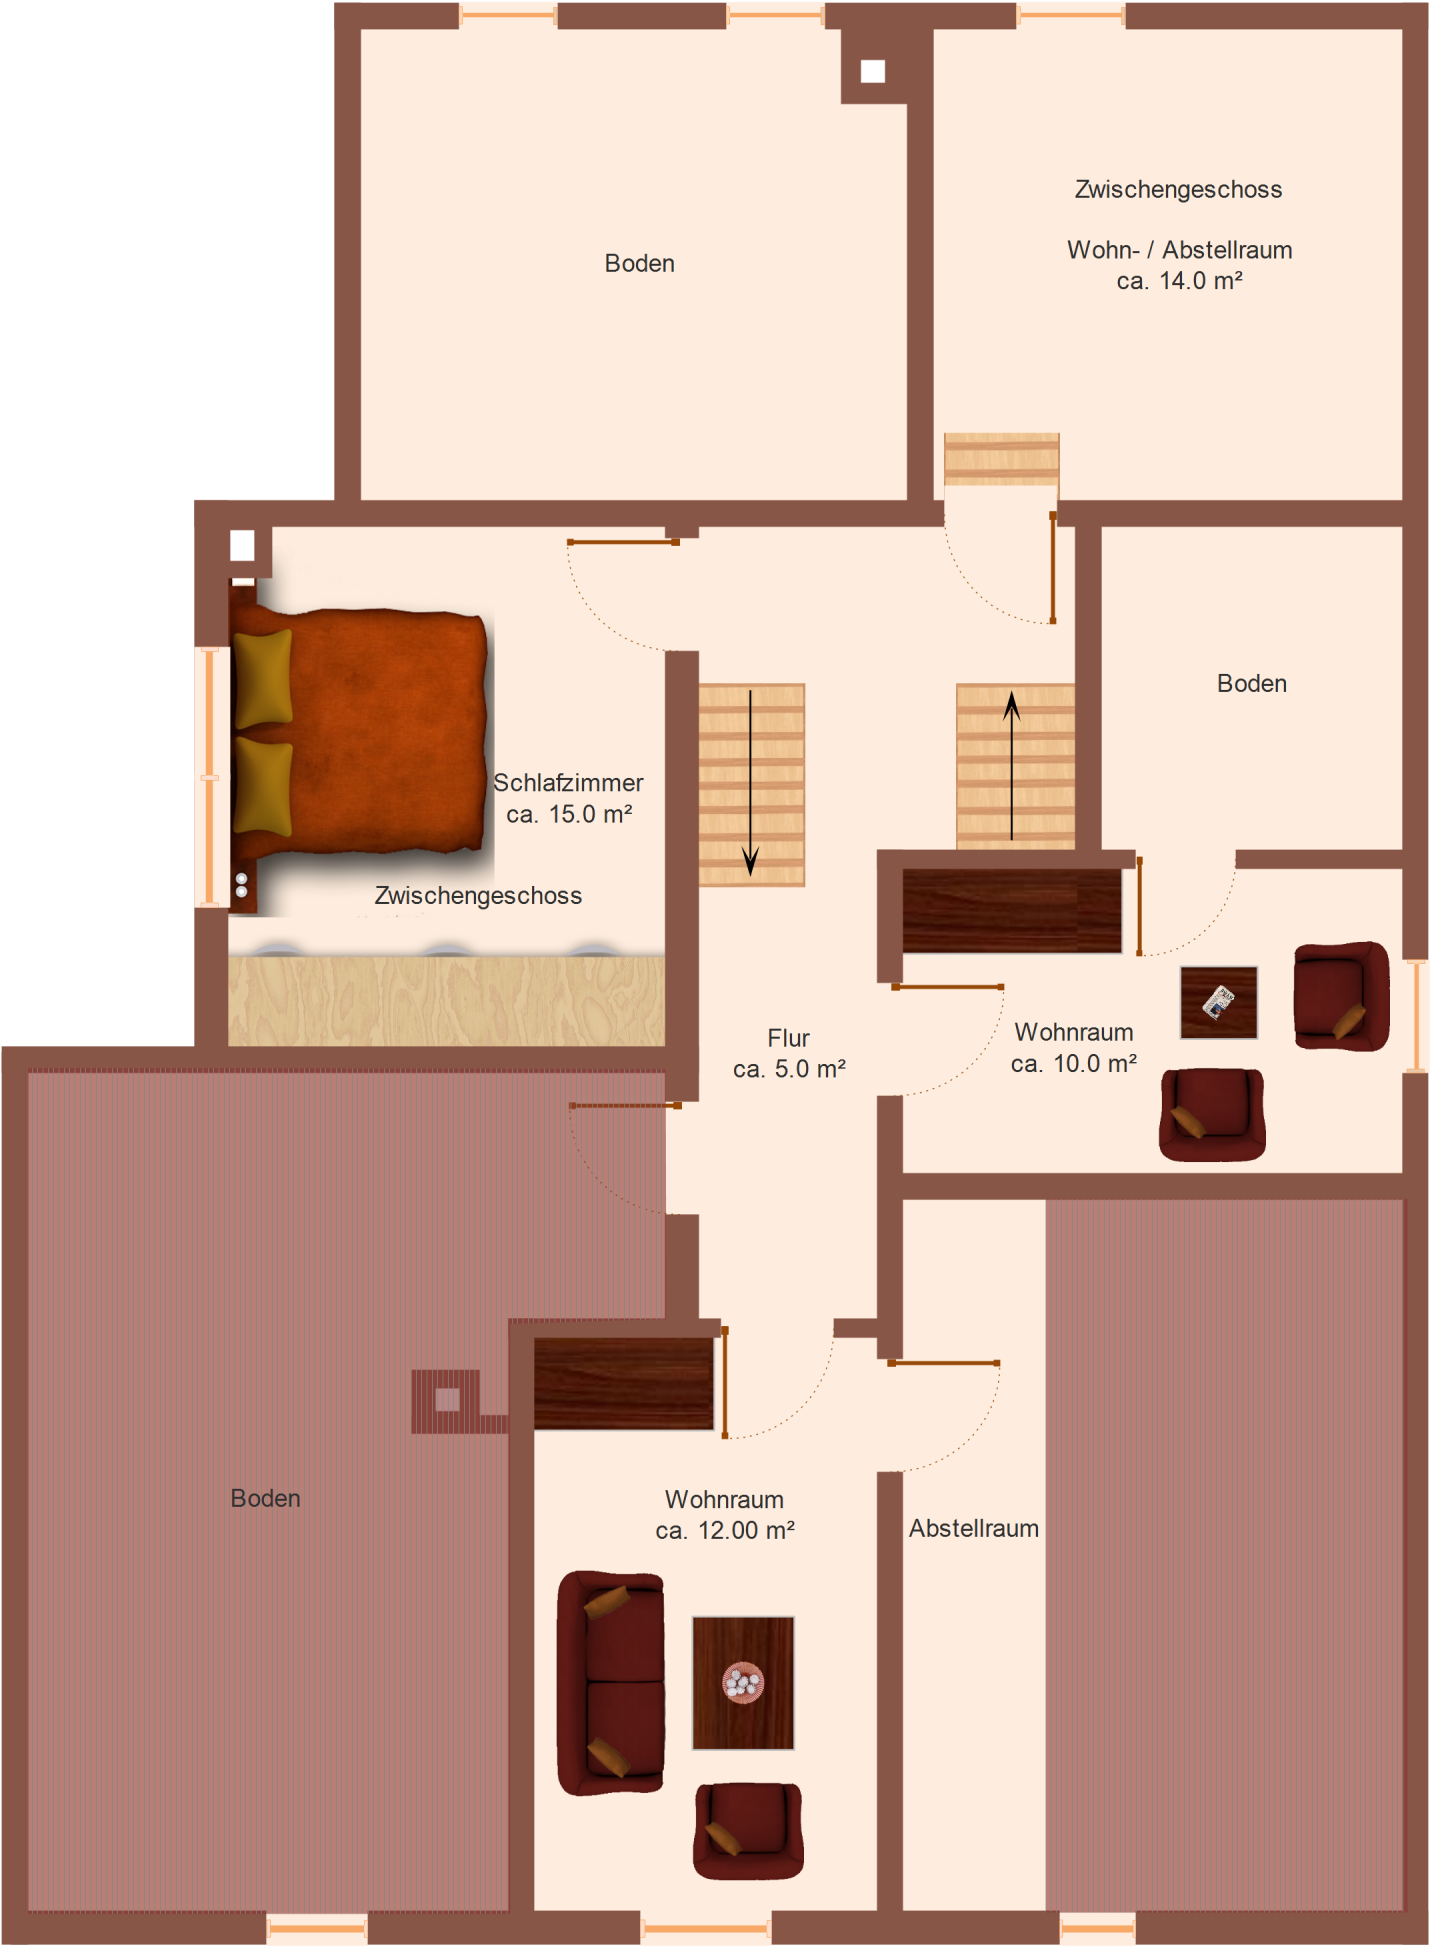 Boden
Zwischengeschoss
Wohn- / Abstellraum
ca. 14.0 m²
Boden
Schlafzimmer
ca. 15.0 m²
Zwischengeschoss
Flur
ca. 5.0 m²
Wohnraum
ca. 10.0 m²
Boden
Wohnraum
ca. 12.00 m²
Abstellraum